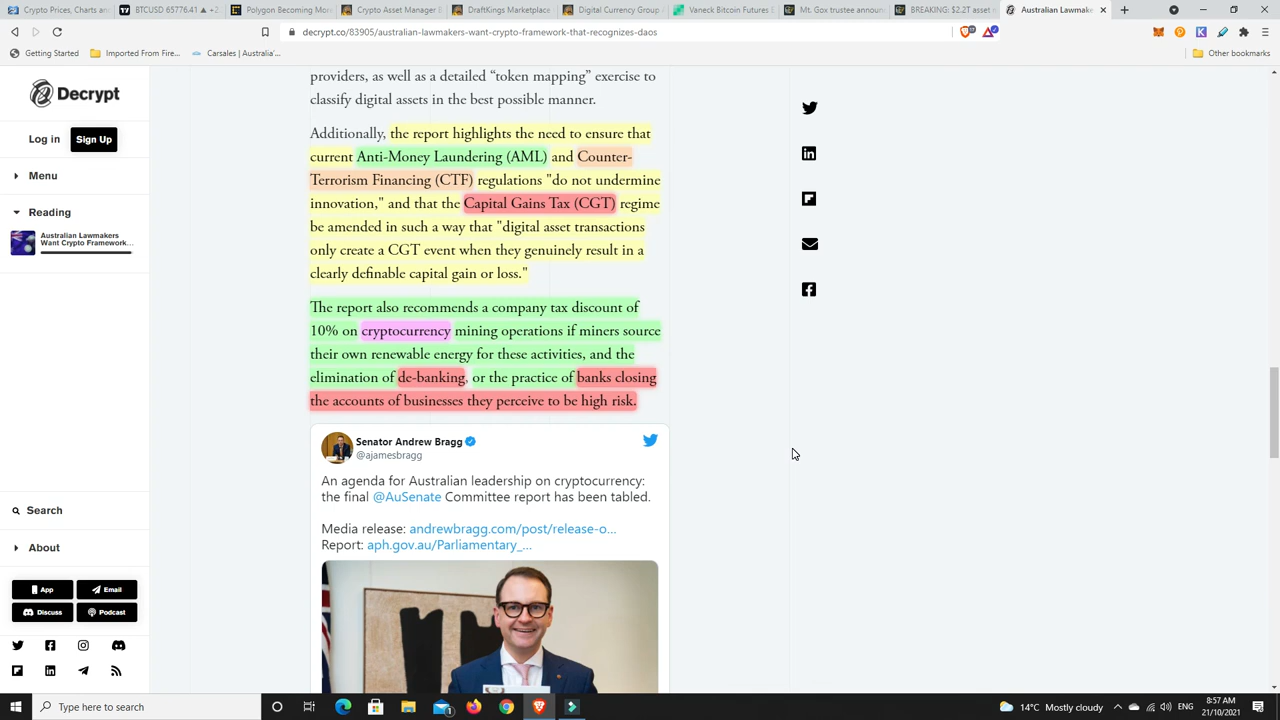 Crypto Prices, Charts and
BTCUSD 65776.41 ▲ +2.
Polygon Becoming More
Crypto Asset Manager B
DraftKings Marketplace
Digital Currency Group
Vaneck Bitcoin Futures E
Mt. Gox trustee announ
BREAKING: $2.2T asset
Australian Lawmake
decrypt.co/83905/australian-lawmakers-want-crypto-framework-that-recognizes-daos
Getting Started
Imported From Fire...
Carsales | Australia'...
Other bookmarks
Decrypt
Log in
Sign Up
Menu
Reading
Australian Lawmakers
Want Crypto Framework...
Search
About
App
Email
Discuss
Podcast
providers, as well as a detailed “token mapping” exercise to
classify digital assets in the best possible manner.
Additionally, the report highlights the need to ensure that
current Anti-Money Laundering (AML) and Counter-
Terrorism Financing (CTF) regulations "do not undermine
innovation," and that the Capital Gains Tax (CGT) regime
be amended in such a way that "digital asset transactions
only create a CGT event when they genuinely result in a
clearly definable capital gain or loss."
The report also recommends a company tax discount of
10% on cryptocurrency mining operations if miners source
their own renewable energy for these activities, and the
elimination of de-banking, or the practice of banks closing
the accounts of businesses they perceive to be high risk.
Senator Andrew Bragg
@ajamesbragg
An agenda for Australian leadership on cryptocurrency:
the final @AuSenate Committee report has been tabled.
Media release: andrewbragg.com/post/release-o...
Report: aph.gov.au/Parliamentary_...
Type here to search
14°C Mostly cloudy
ENG
8:57 AM
21/10/2021